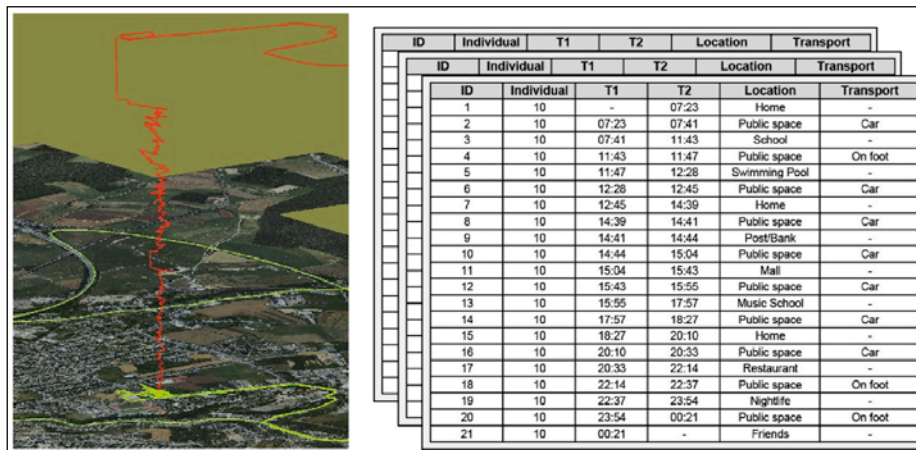 ID Individual T1 T2 Location Transport
ID Individual T1 T2 Location Transport
ID Individual T1 T2 Location Transport
1 10 - 07:23 Home -
2 10 07:23 07:41 Public space Car
3 10 07:41 11:43 School -
4 10 11:43 11:47 Public space On foot
5 10 11:47 12:28 Swimming Pool -
6 10 12:28 12:45 Public space Car
7 10 12:45 14:39 Home -
8 10 14:39 14:41 Public space Car
9 10 14:41 14:44 Post/Bank -
10 10 14:44 15:04 Public space Car
11 10 15:04 15:43 Mall -
12 10 15:43 15:55 Public space Car
13 10 15:55 17:57 Music School -
14 10 17:57 18:27 Public space Car
15 10 18:27 20:10 Home -
16 10 20:10 20:33 Public space Car
17 10 20:33 22:14 Restaurant -
18 10 22:14 22:37 Public space On foot
19 10 22:37 23:54 Nightlife -
20 10 23:54 00:21 Public space On foot
21 10 00:21 - Friends -